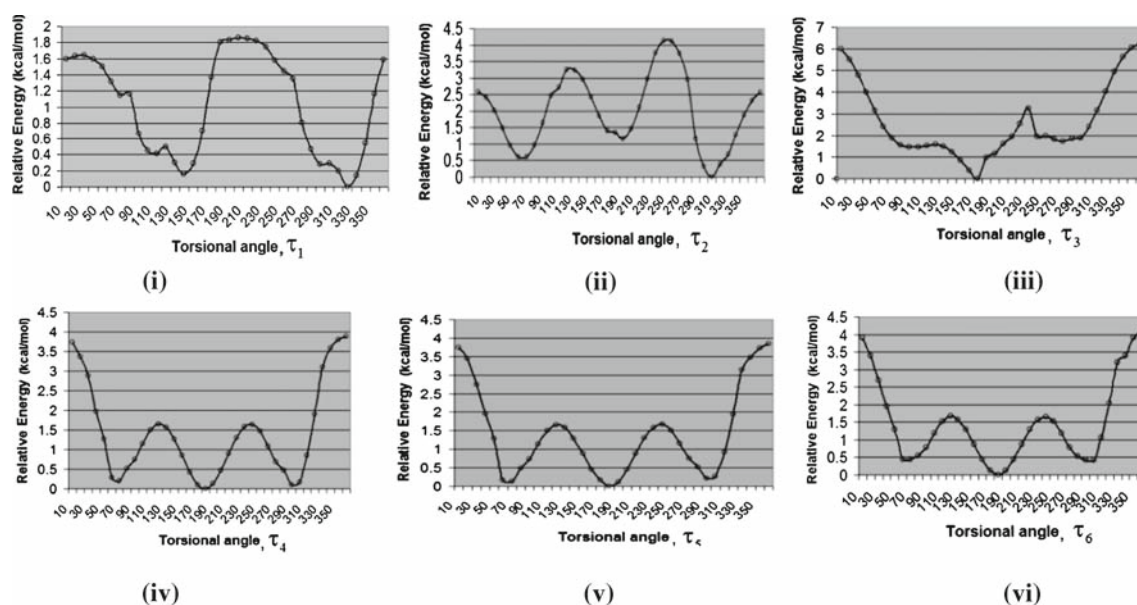 Relative Energy (kcal/mol)
2
1.8
1.6
1.4
1.2
1
0.8
0.6
0.4
0.2
0
10 30 50 70 90 110 130 150 170 190 210 230 250 270 290 310 330 350
Torsional angle, τ1
(i)
Relative Energy (kcal/mol)
4.5
4
3.5
3
2.5
2
1.5
1
0.5
0
10 30 50 70 90 110 130 150 170 190 210 230 250 270 290 310 330 350
Torsional angle, τ2
(ii)
Relative Energy (kcal/mol)
7
6
5
4
3
2
1
0
10 30 50 70 90 110 130 150 170 190 210 230 250 270 290 310 330 350
Torsional angle, τ3
(iii)
Relative Energy (kcal/mol)
4.5
4
3.5
3
2.5
2
1.5
1
0.5
0
10 30 50 70 90 110 130 150 170 190 210 230 250 270 290 310 330 350
Torsional angle, τ4
(iv)
Relative Energy (kcal/mol)
4.5
4
3.5
3
2.5
2
1.5
1
0.5
0
10 30 50 70 90 110 130 150 170 190 210 230 250 270 290 310 330 350
Torsional angle, τ5
(v)
Relative Energy (kcal/mol)
4.5
4
3.5
3
2.5
2
1.5
1
0.5
0
10 30 50 70 90 110 130 150 170 190 210 230 250 270 290 310 330 350
Torsional angle, τ6
(vi)